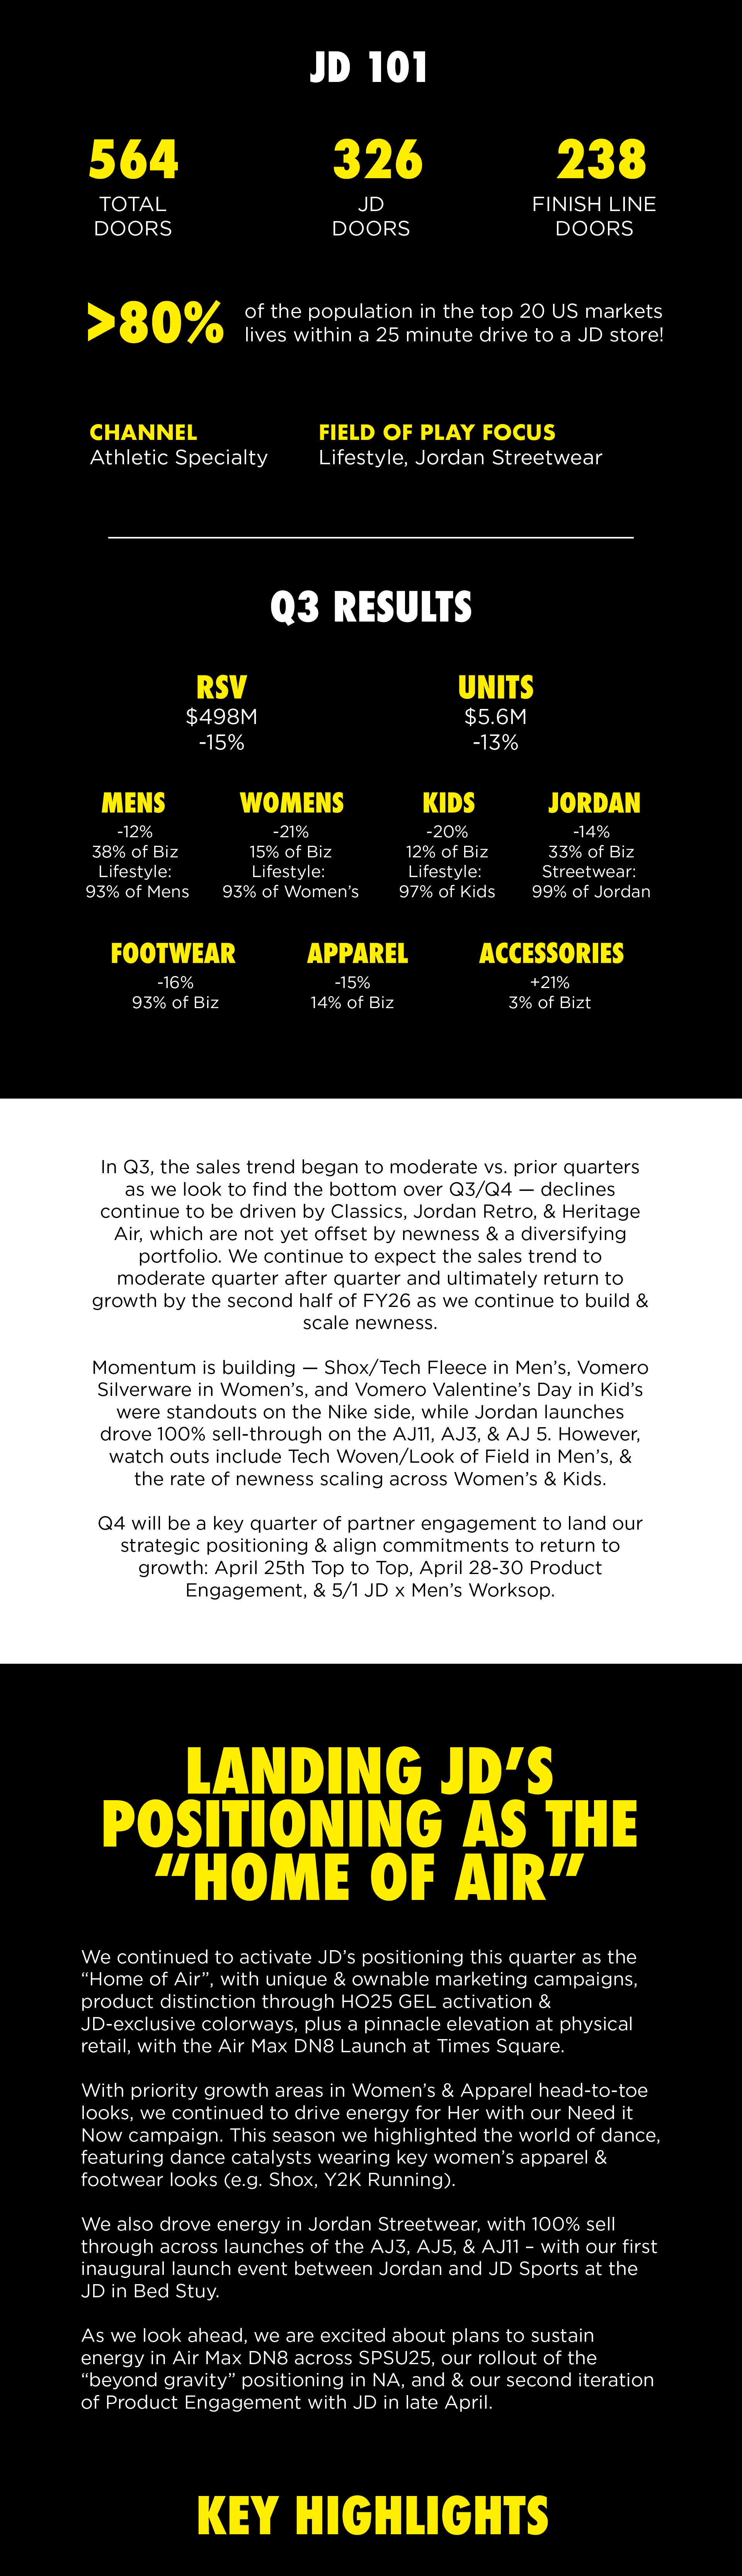 JD 101
564
TOTAL
DOORS
326
JD
DOORS
238
FINISH LINE
DOORS
>80%
of the population in the top 20 US markets
lives within a 25 minute drive to a JD store!
CHANNEL
Athletic Specialty
FIELD OF PLAY FOCUS
Lifestyle, Jordan Streetwear
Q3 RESULTS
RSV
$498M
-15%
UNITS
$5.6M
-13%
MENS
-12%
38% of Biz
Lifestyle:
93% of Mens
WOMENS
-21%
15% of Biz
Lifestyle:
93% of Women’s
KIDS
-20%
12% of Biz
Lifestyle:
97% of Kids
JORDAN
-14%
33% of Biz
Streetwear:
99% of Jordan
FOOTWEAR
-16%
93% of Biz
APPAREL
-15%
14% of Biz
ACCESSORIES
+21%
3% of Bizt
In Q3, the sales trend began to moderate vs. prior quarters
as we look to find the bottom over Q3/Q4 — declines
continue to be driven by Classics, Jordan Retro, & Heritage
Air, which are not yet offset by newness & a diversifying
portfolio. We continue to expect the sales trend to
moderate quarter after quarter and ultimately return to
growth by the second half of FY26 as we continue to build &
scale newness.
Momentum is building — Shox/Tech Fleece in Men’s, Vomero
Silverware in Women’s, and Vomero Valentine’s Day in Kid’s
were standouts on the Nike side, while Jordan launches
drove 100% sell-through on the AJ11, AJ3, & AJ 5. However,
watch outs include Tech Woven/Look of Field in Men’s, &
the rate of newness scaling across Women’s & Kids.
Q4 will be a key quarter of partner engagement to land our
strategic positioning & align commitments to return to
growth: April 25th Top to Top, April 28-30 Product
Engagement, & 5/1 JD x Men’s Worksop.
LANDING JD’S
POSITIONING AS THE
“HOME OF AIR”
We continued to activate JD’s positioning this quarter as the
“Home of Air”, with unique & ownable marketing campaigns,
product distinction through HO25 GEL activation &
JD-exclusive colorways, plus a pinnacle elevation at physical
retail, with the Air Max DN8 Launch at Times Square.
With priority growth areas in Women’s & Apparel head-to-toe
looks, we continued to drive energy for Her with our Need it
Now campaign. This season we highlighted the world of dance,
featuring dance catalysts wearing key women’s apparel &
footwear looks (e.g. Shox, Y2K Running).
We also drove energy in Jordan Streetwear, with 100% sell
through across launches of the AJ3, AJ5, & AJ11 – with our first
inaugural launch event between Jordan and JD Sports at the
JD in Bed Stuy.
As we look ahead, we are excited about plans to sustain
energy in Air Max DN8 across SPSU25, our rollout of the
“beyond gravity” positioning in NA, and & our second iteration
of Product Engagement with JD in late April.
KEY HIGHLIGHTS